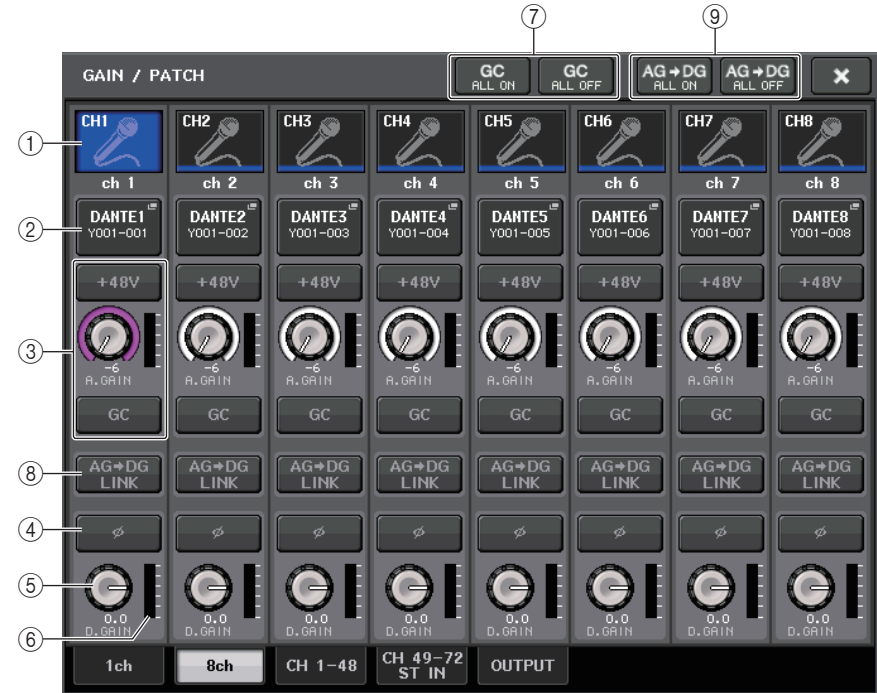 ⑦ ⑨
GAIN / PATCH GC ALL ON GC ALL OFF AG➔DG ALL ON AG➔DG ALL OFF ×
① CH1 CH2 CH3 CH4 CH5 CH6 CH7 CH8
ch 1 ch 2 ch 3 ch 4 ch 5 ch 6 ch 7 ch 8
② DANTE1 DANTE2 DANTE3 DANTE4 DANTE5 DANTE6 DANTE7 DANTE8
Y001-001 Y001-002 Y001-003 Y001-004 Y001-005 Y001-006 Y001-007 Y001-008
+48V +48V +48V +48V +48V +48V +48V +48V
③
-6 -6 -6 -6 -6 -6 -6 -6
A.GAIN A.GAIN A.GAIN A.GAIN A.GAIN A.GAIN A.GAIN A.GAIN
GC GC GC GC GC GC GC GC
⑧ AG➔DG AG➔DG AG➔DG AG➔DG AG➔DG AG➔DG AG➔DG AG➔DG
LINK LINK LINK LINK LINK LINK LINK LINK
④ ø ø ø ø ø ø ø ø
⑤
0.0 0.0 0.0 0.0 0.0 0.0 0.0 0.0
⑥ D.GAIN D.GAIN D.GAIN D.GAIN D.GAIN D.GAIN D.GAIN D.GAIN
1ch 8ch CH 1-48 CH 49-72 ST IN OUTPUT